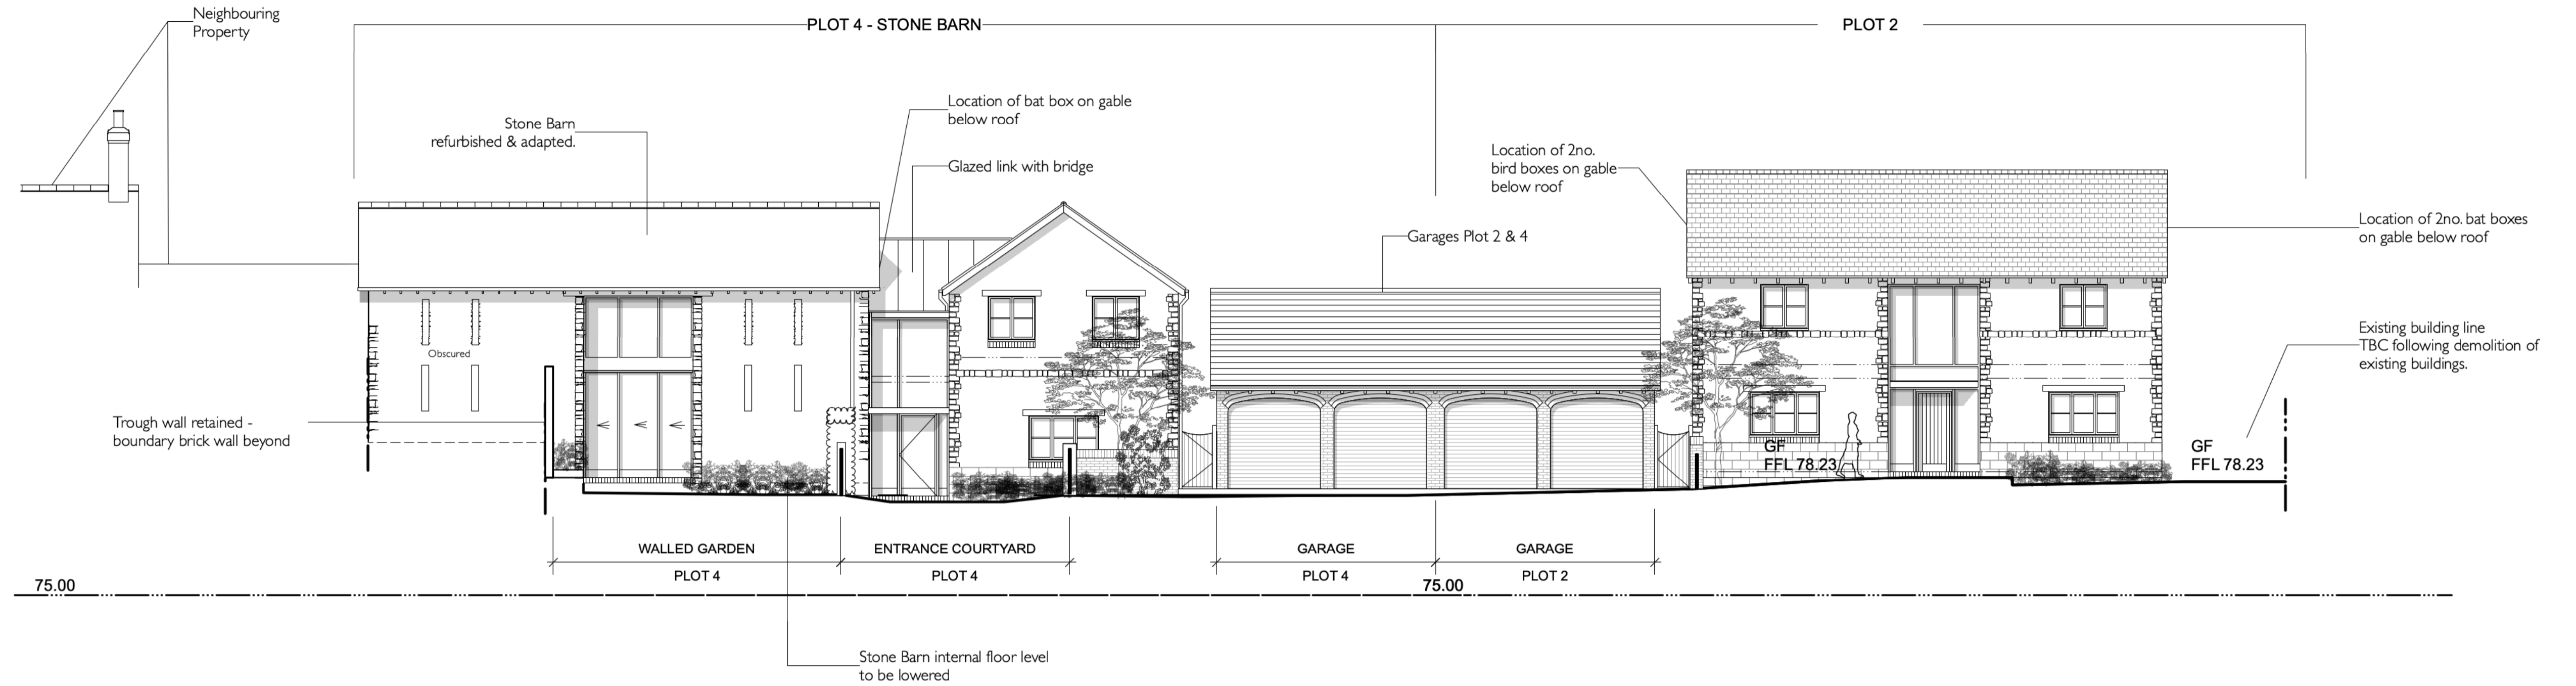 Neighbouring
Property
PLOT 4 - STONE BARN
PLOT 2
Stone Barn
refurbished & adapted.
Location of bat box on gable
below roof
Glazed link with bridge
Location of 2no.
bird boxes on gable
below roof
Garages Plot 2 & 4
Location of 2no. bat boxes
on gable below roof
Existing building line
TBC following demolition of
existing buildings.
Obscured
Trough wall retained -
boundary brick wall beyond
GF
FFL 78.23
GF
FFL 78.23
WALLED GARDEN
PLOT 4
ENTRANCE COURTYARD
PLOT 4
GARAGE
PLOT 4
GARAGE
PLOT 2
75.00
75.00
Stone Barn internal floor level
to be lowered